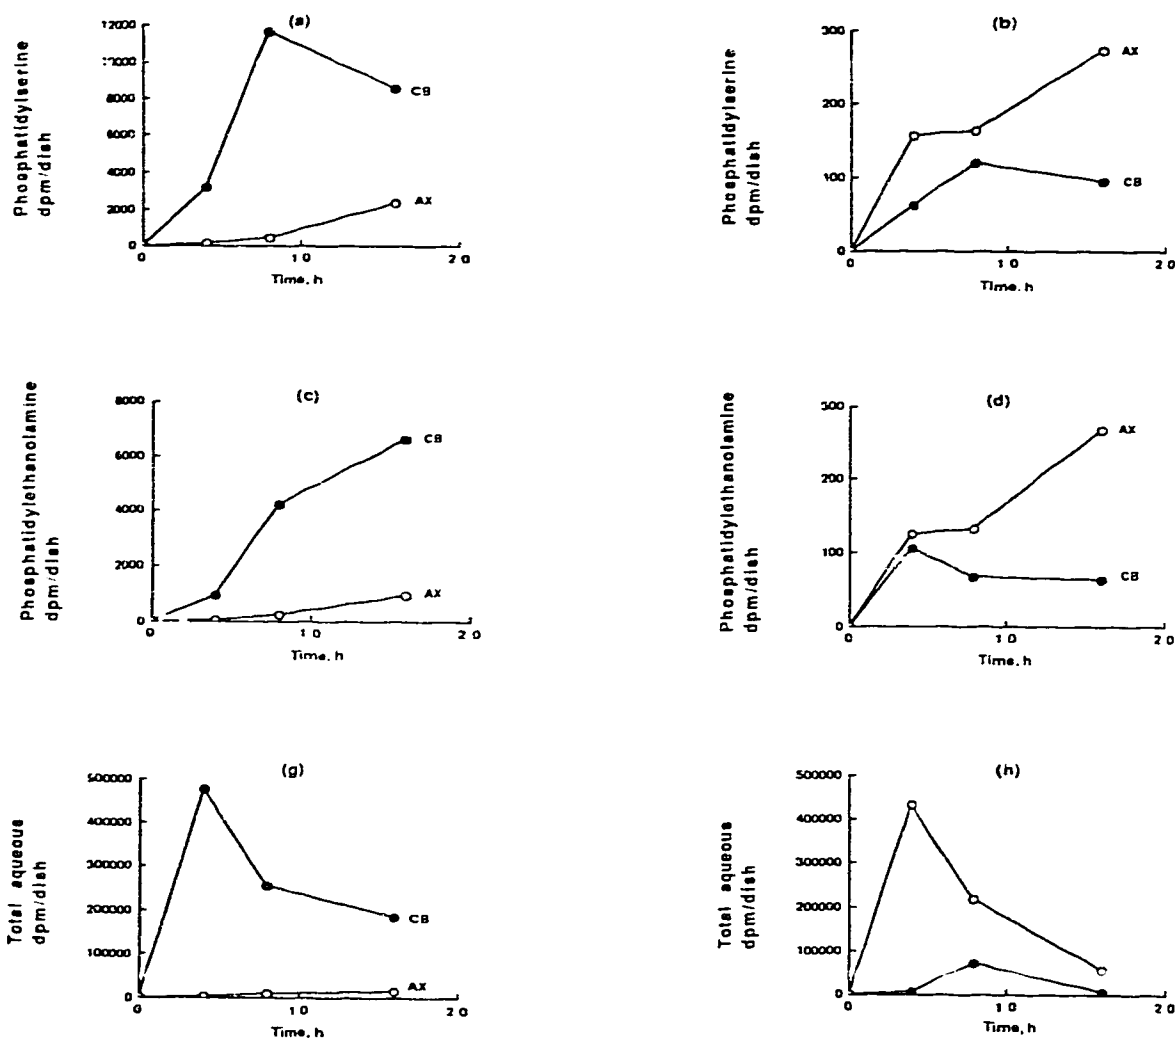 (a)
12000
10000
8000
6000
4000
2000
0
Phosphatidylserine
dpm/dish
CB
AX
0
10
20
Time, h
(b)
300
200
100
0
Phosphatidylserine
dpm/dish
AX
CB
0
10
20
Time, h
(c)
8000
6000
4000
2000
0
Phosphatidylethanolamine
dpm/dish
CB
AX
0
10
20
Time, h
(d)
300
200
100
0
Phosphatidylethanolamine
dpm/dish
AX
CB
0
10
20
Time, h
(g)
500000
400000
300000
200000
100000
0
Total aqueous
dpm/dish
CB
AX
0
10
20
Time, h
(h)
500000
400000
300000
200000
100000
0
Total aqueous
dpm/dish
0
10
20
Time, h